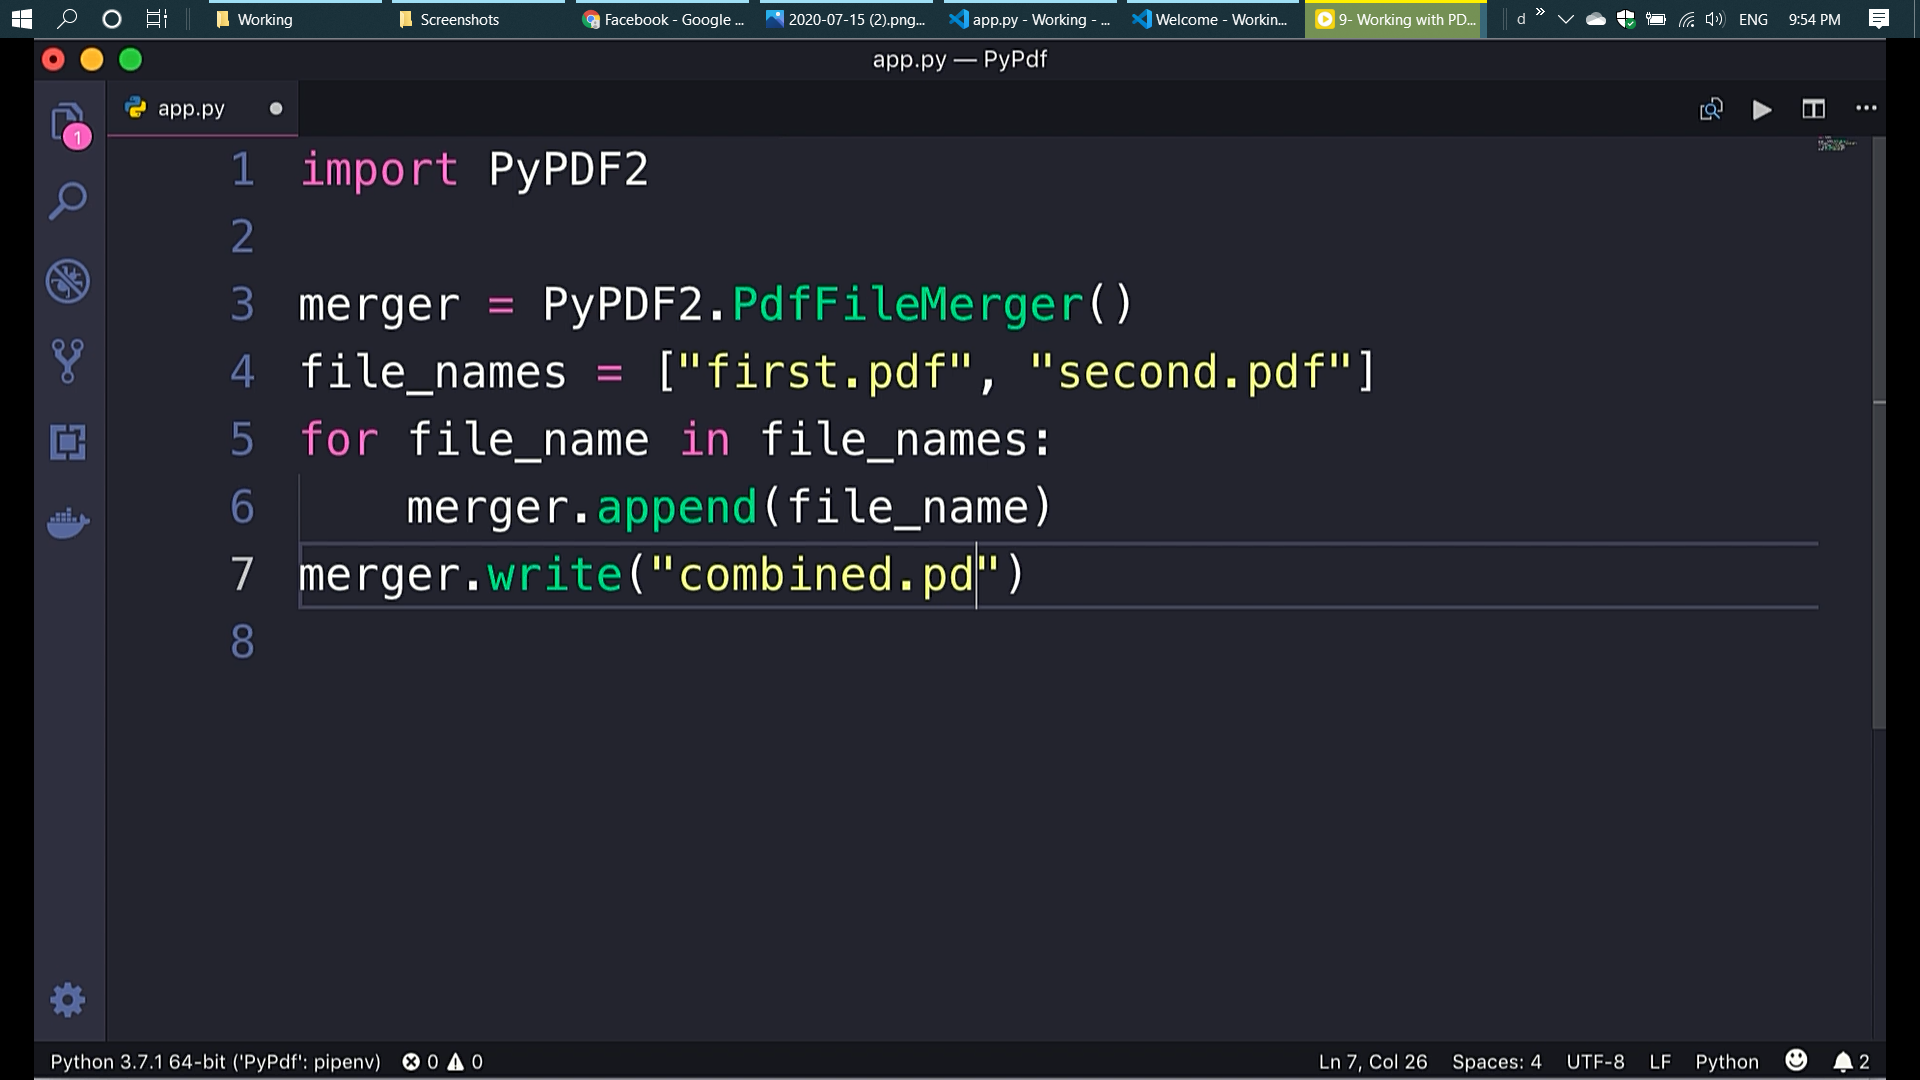 Working Screenshots Facebook - Google ... 2020-07-15 (2).png... app.py - Working - ... Welcome - Workin... 9- Working with PD... d » ENG 9:54 PM
app.py — PyPdf
app.py
1
1 import PyPDF2
2
3 merger = PyPDF2.PdfFileMerger()
4 file_names = ["first.pdf", "second.pdf"]
5 for file_name in file_names:
6 merger.append(file_name)
7 merger.write("combined.pd")
8
Python 3.7.1 64-bit ('PyPdf': pipenv) 0 0 Ln 7, Col 26 Spaces: 4 UTF-8 LF Python 2